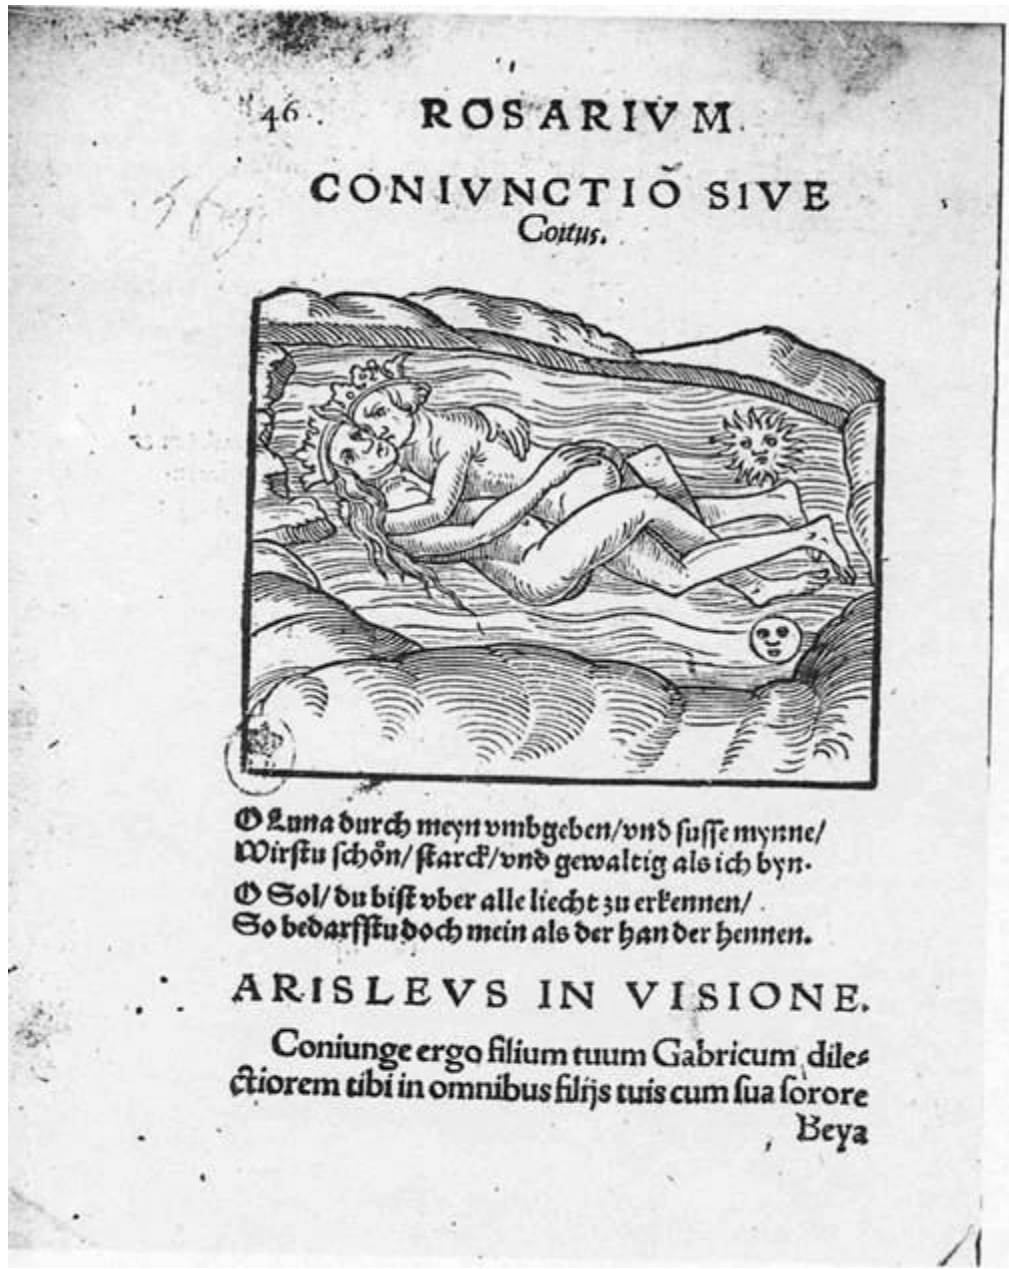 46.
ROSARIVM.
CONIVNCTIÕ SIVE
Coitus.
O Luna durch meyn vmbgeben/vnd susse mynne/
Wirstu schön/starck/vnd gewaltig als ich byn.
O Sol/du bist vber alle liecht zu erkennen/
So bedarfstu doch mein als der han der hennen.
ARISLEVS IN VISIONE.
Coniunge ergo filium tuum Gabricum dile⸗
ctiorem tibi in omnibus filijs tuis cum sua sorore
Beya